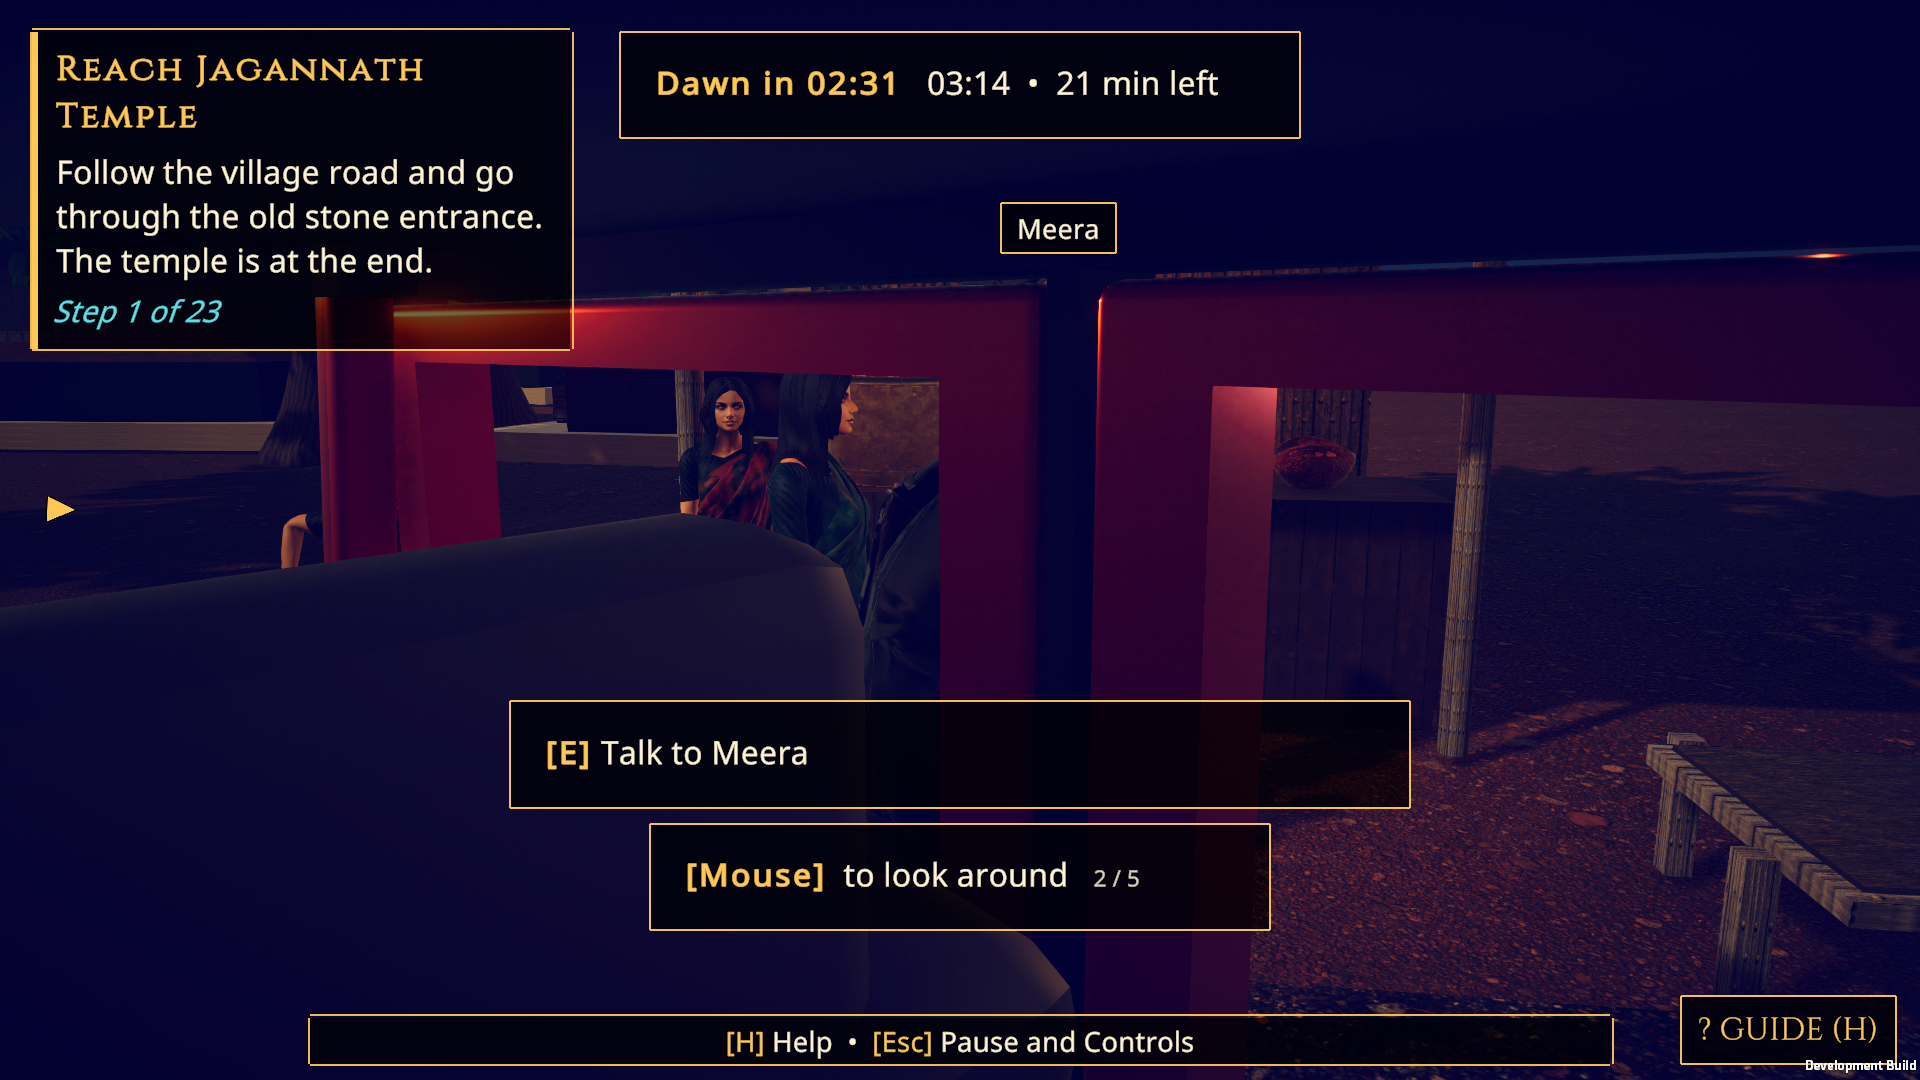 Reach Jagannath
Temple
Follow the village road and go
through the old stone entrance.
The temple is at the end.
Step 1 of 23
Dawn in 02:31 03:14 • 21 min left
Meera
[E] Talk to Meera
[Mouse] to look around 2 / 5
[H] Help • [Esc] Pause and Controls
? GUIDE (H)
Development Build